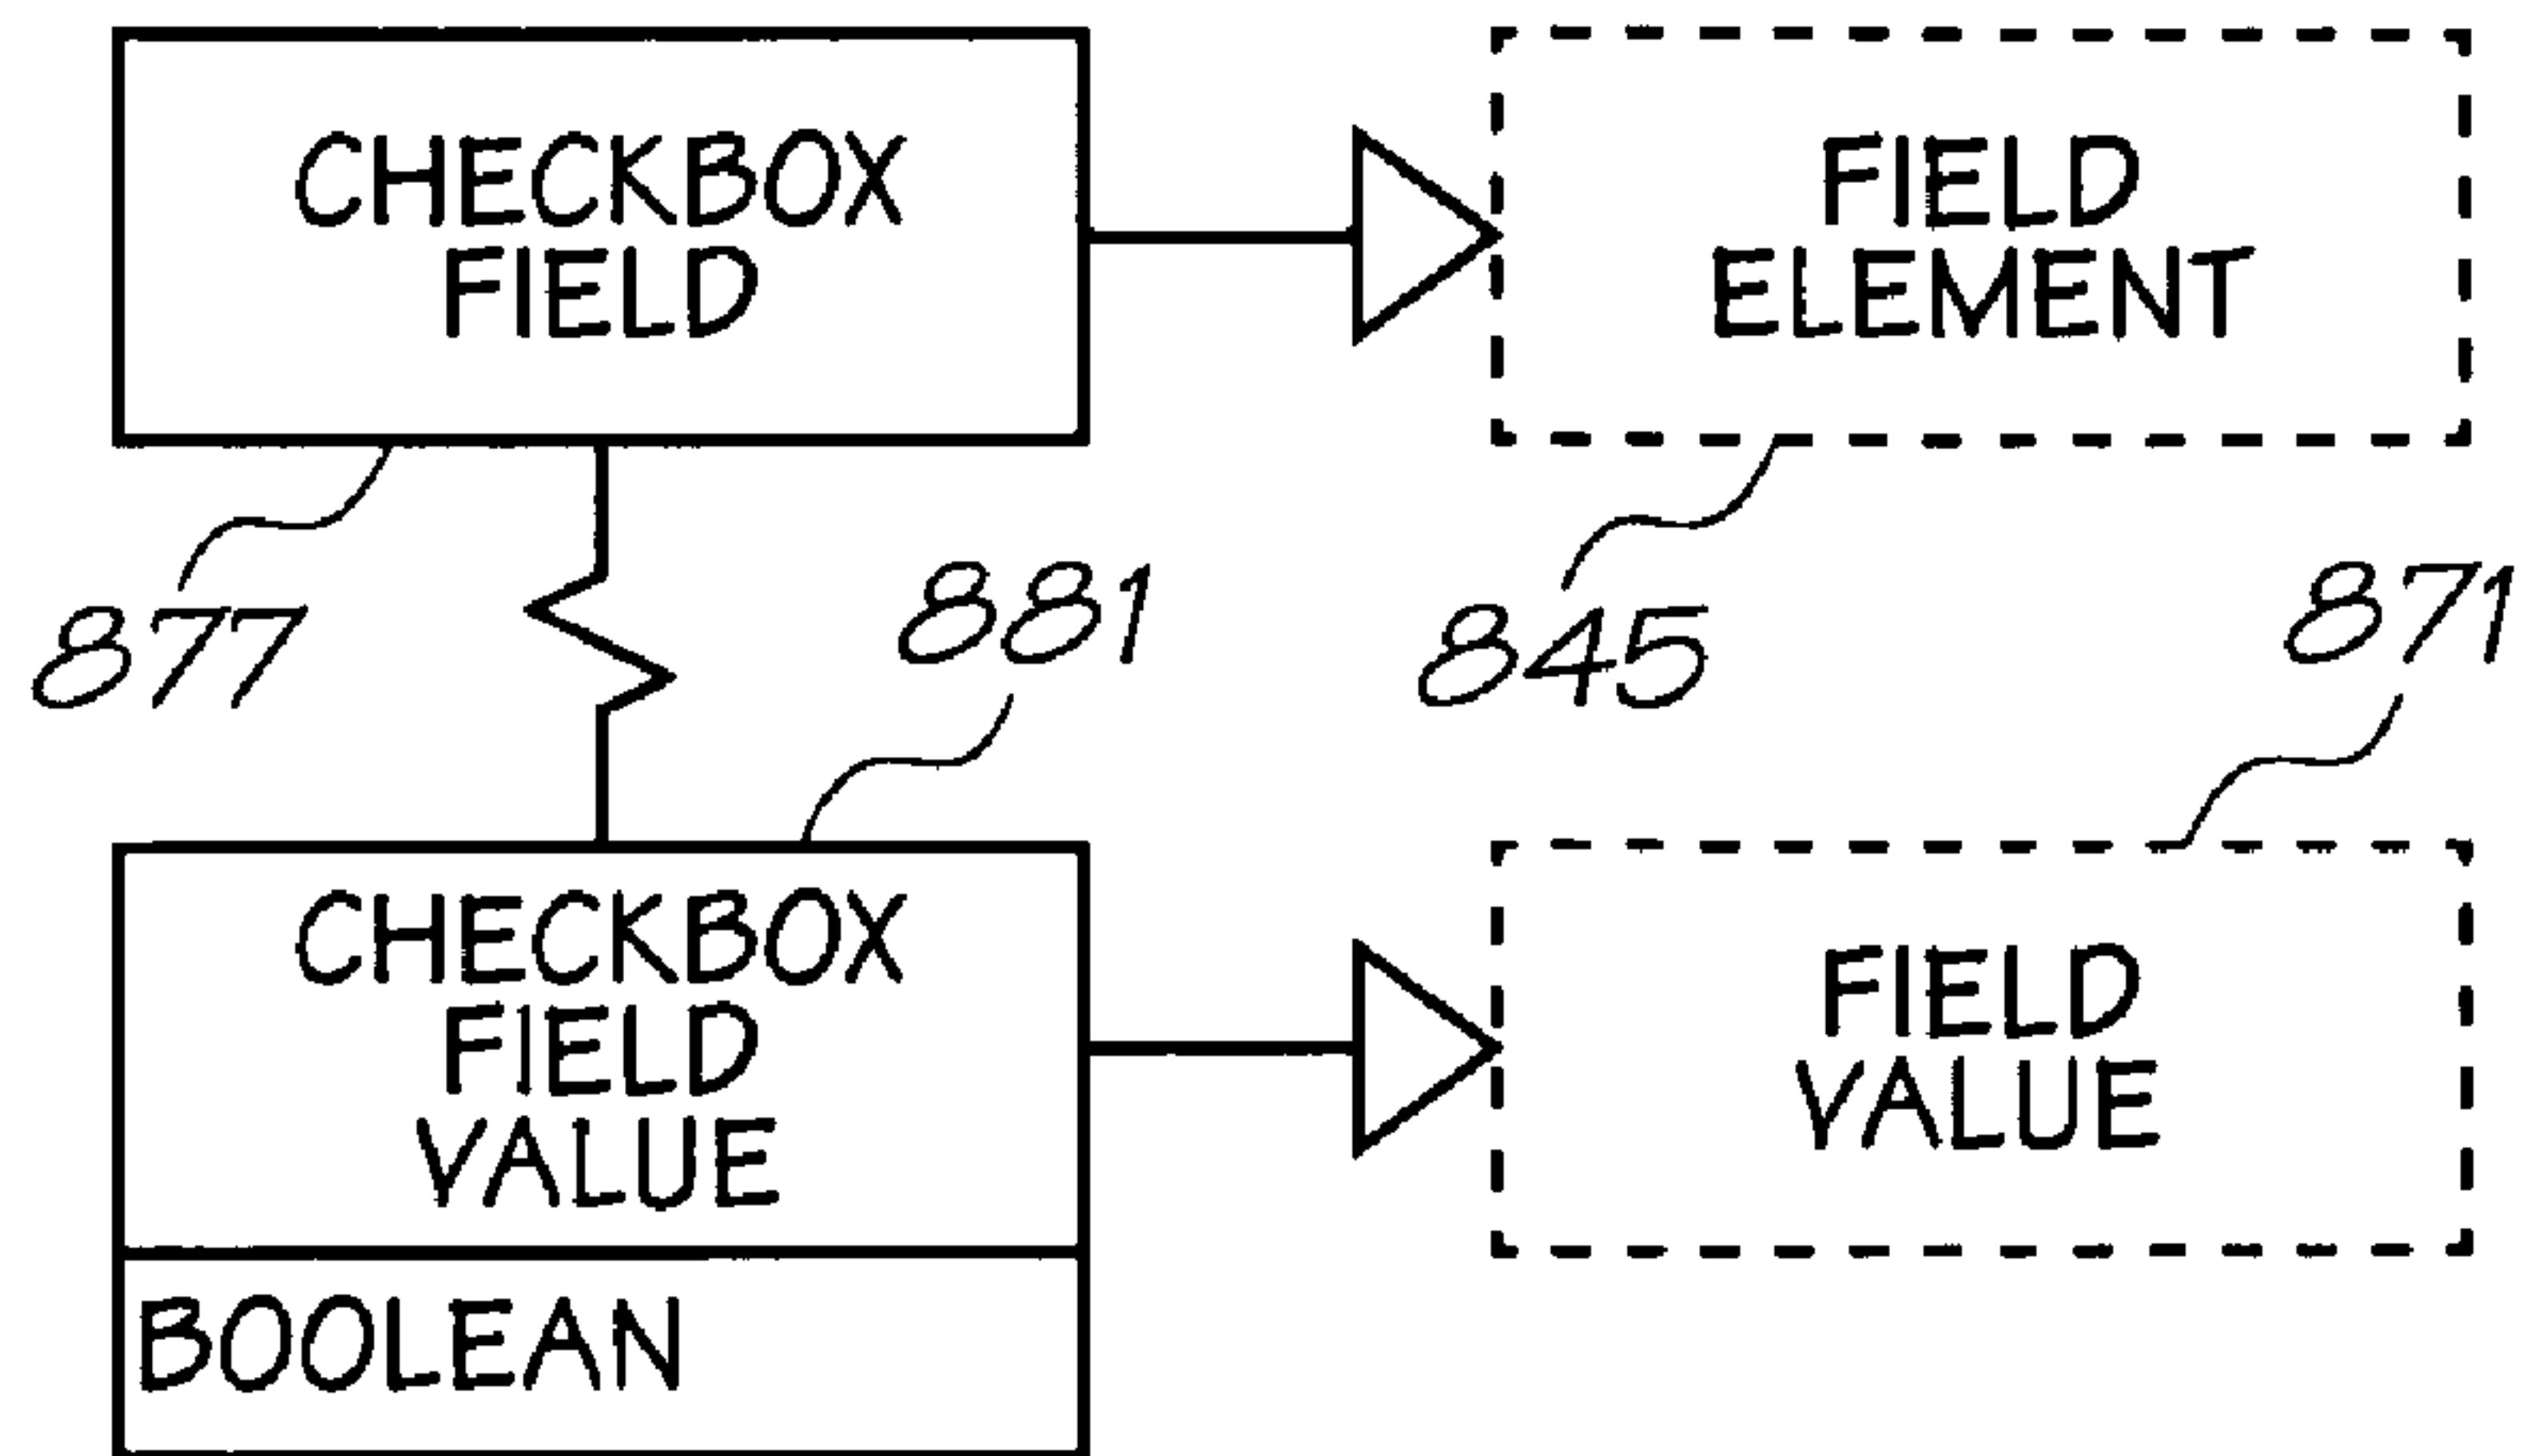 CHECKBOX
FIELD
FIELD
ELEMENT
877
881
845
871
CHECKBOX
FIELD
VALUE
FIELD
VALUE
BOOLEAN